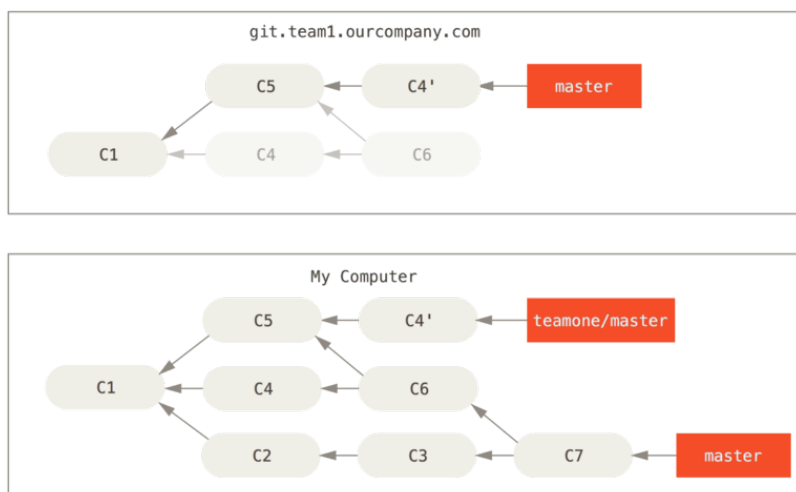 git.team1.ourcompany.com
C5 C4' master
C1 C4 C6
My Computer
C5 C4' teamone/master
C1 C4 C6
C2 C3 C7 master